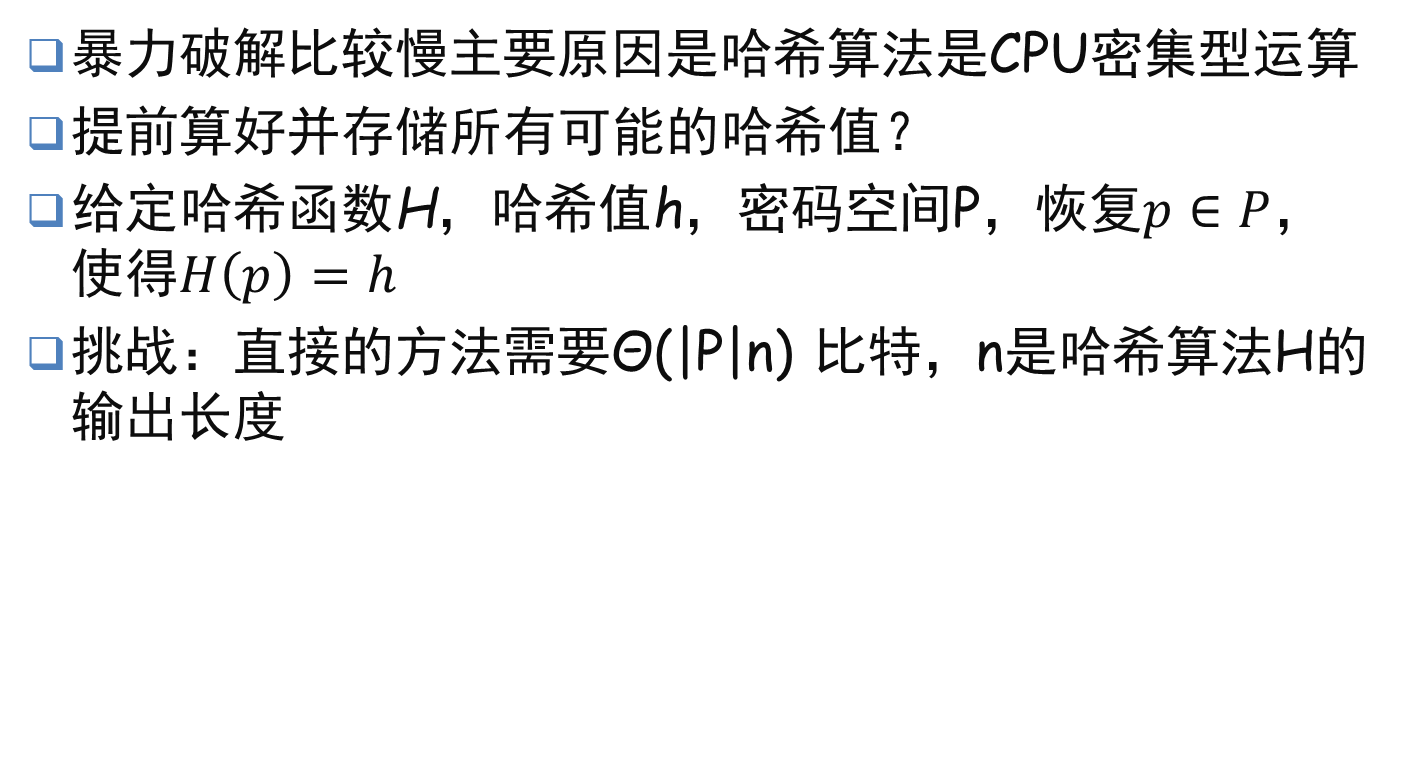 暴力破解比较慢主要原因是哈希算法是CPU密集型运算
提前算好并存储所有可能的哈希值？
给定哈希函数H，哈希值h，密码空间P，恢复p ∈ P，
使得H(p) = h
挑战：直接的方法需要Θ(|P|n) 比特，n是哈希算法H的
输出长度